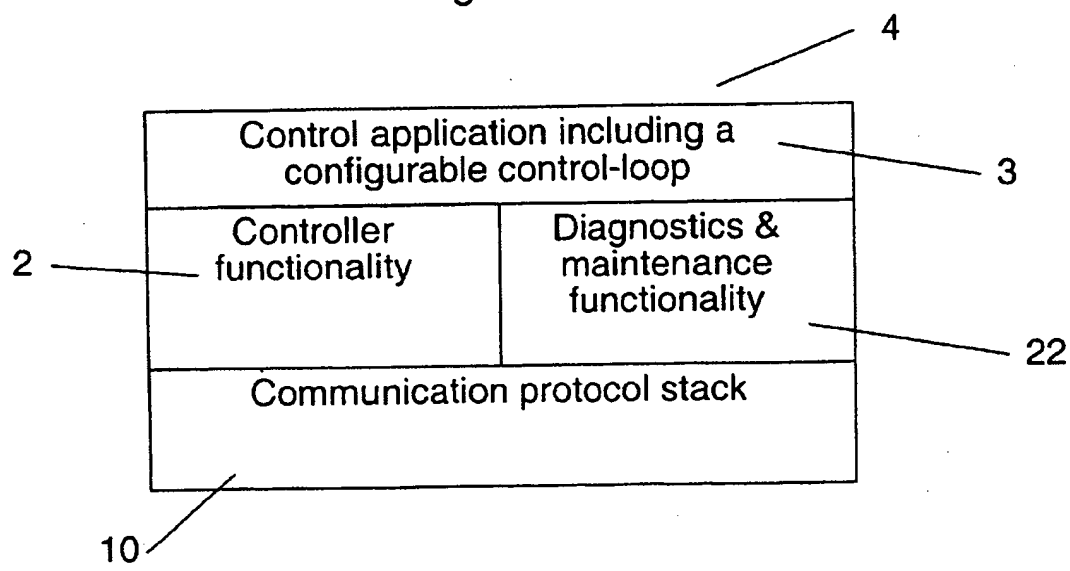 4
Control application including a
configurable control-loop
3
Controller
functionality
2
Diagnostics &
maintenance
functionality
22
Communication protocol stack
10